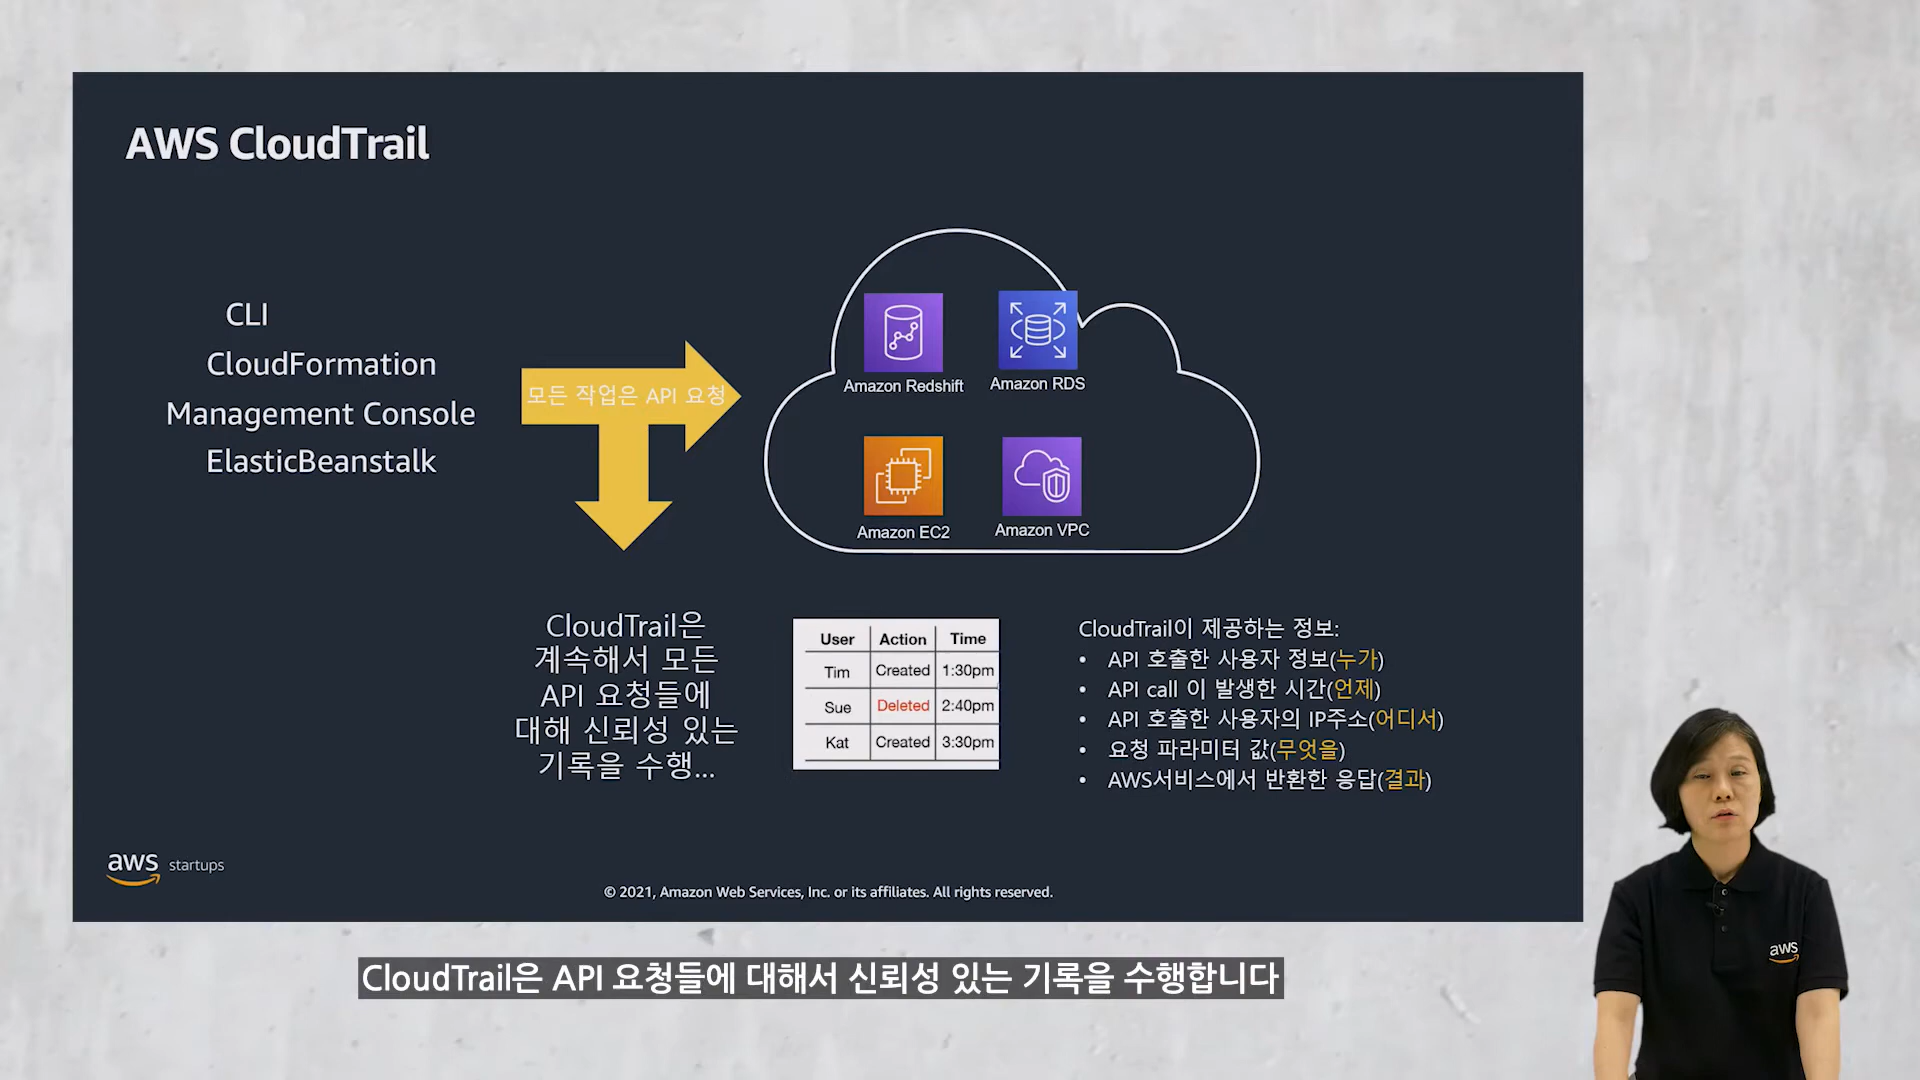 AWS CloudTrail
CLI
CloudFormation
Management Console
ElasticBeanstalk
모든 작업은 API 요청
Amazon Redshift
Amazon RDS
Amazon EC2
Amazon VPC
CloudTrail은
계속해서 모든
API 요청들에
대해 신뢰성 있는
기록을 수행...
User Action Time
Tim Created 1:30pm
Sue Deleted 2:40pm
Kat Created 3:30pm
CloudTrail이 제공하는 정보:
• API 호출한 사용자 정보(누가)
• API call 이 발생한 시간(언제)
• API 호출한 사용자의 IP주소(어디서)
• 요청 파라미터 값(무엇을)
• AWS서비스에서 반환한 응답(결과)
aws startups
© 2021, Amazon Web Services, Inc. or its affiliates. All rights reserved.
aws
CloudTrail은 API 요청들에 대해서 신뢰성 있는 기록을 수행합니다